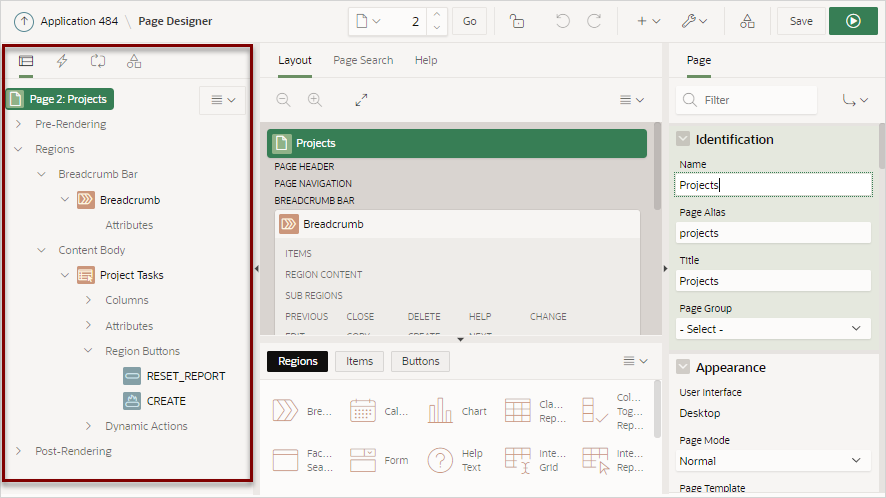 Application 484 \ Page Designer
2
Go
Save
Page 2: Projects
Pre-Rendering
Regions
Breadcrumb Bar
Breadcrumb
Attributes
Content Body
Project Tasks
Columns
Attributes
Region Buttons
RESET_REPORT
CREATE
Dynamic Actions
Post-Rendering
Layout Page Search Help
Projects
PAGE HEADER
PAGE NAVIGATION
BREADCRUMB BAR
Breadcrumb
ITEMS
REGION CONTENT
SUB REGIONS
PREVIOUS CLOSE DELETE HELP CHANGE
EDIT COPY CREATE NEXT
Regions Items Buttons
Bre...
Cal...
Chart
Cla...
Rep...
Col...
Tog...
Rep...
Fac...
Sea...
Form
Help
Text
Inte...
Grid
Inte...
Rep...
Page
Filter
Identification
Name
Projects
Page Alias
projects
Title
Projects
Page Group
- Select -
Appearance
User Interface
Desktop
Page Mode
Normal
Page Template